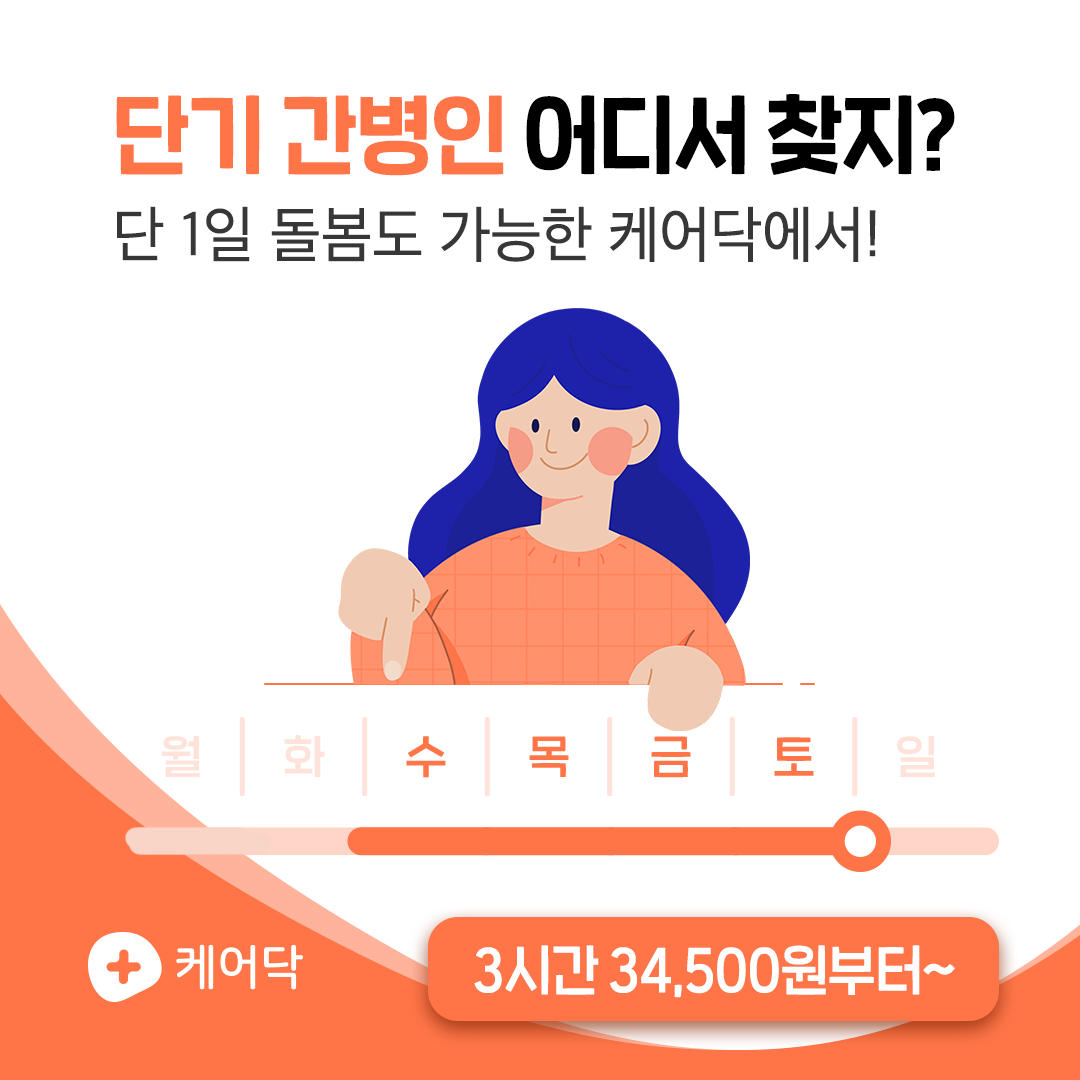 단기 간병인 어디서 찾지?
단 1일 돌봄도 가능한 케어닥에서!
월 화 수 목 금 토 일
케어닥
3시간 34,500원부터~